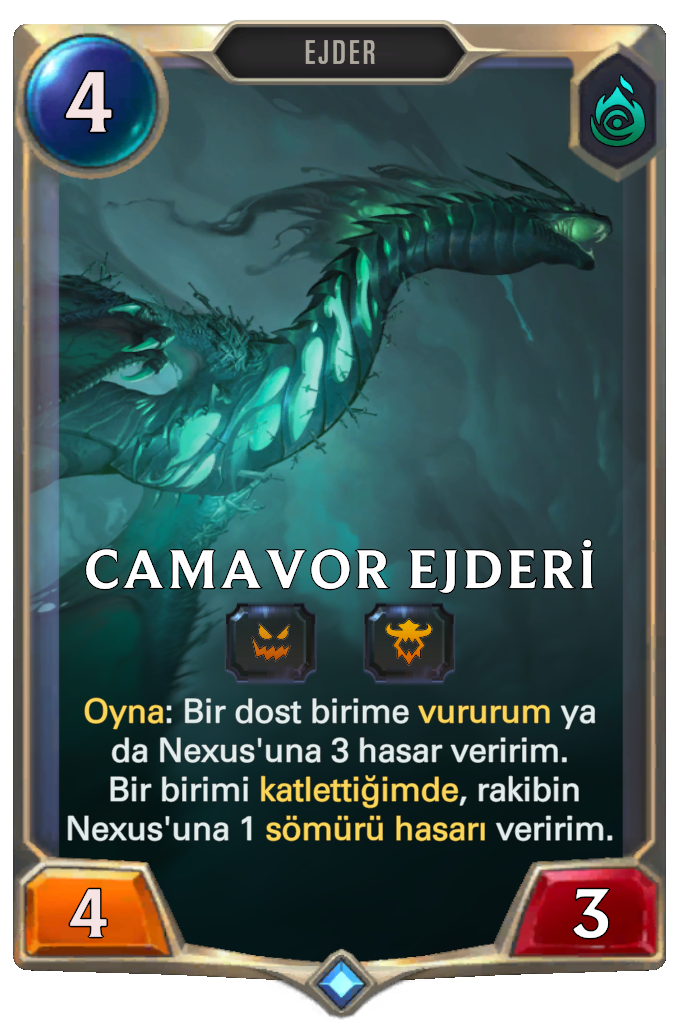 EJDER
4
CAMAVOR EJDERİ
Oyna: Bir dost birime vururum ya
da Nexus'una 3 hasar veririm.
Bir birimi katlettiğimde, rakibin
Nexus'una 1 sömürü hasarı veririm.
4
3